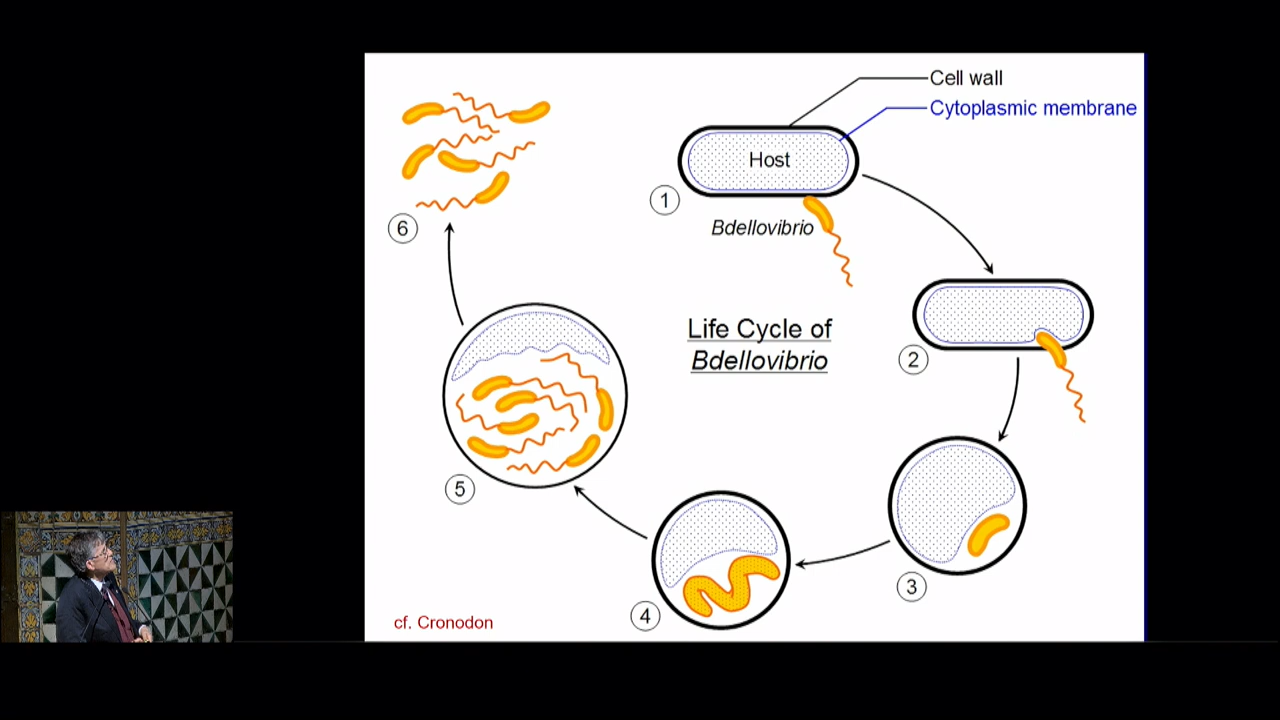 Cell wall
Cytoplasmic membrane
Host
1
Bdellovibrio
6
Life Cycle of
Bdellovibrio
2
5
3
4
cf. Cronodon